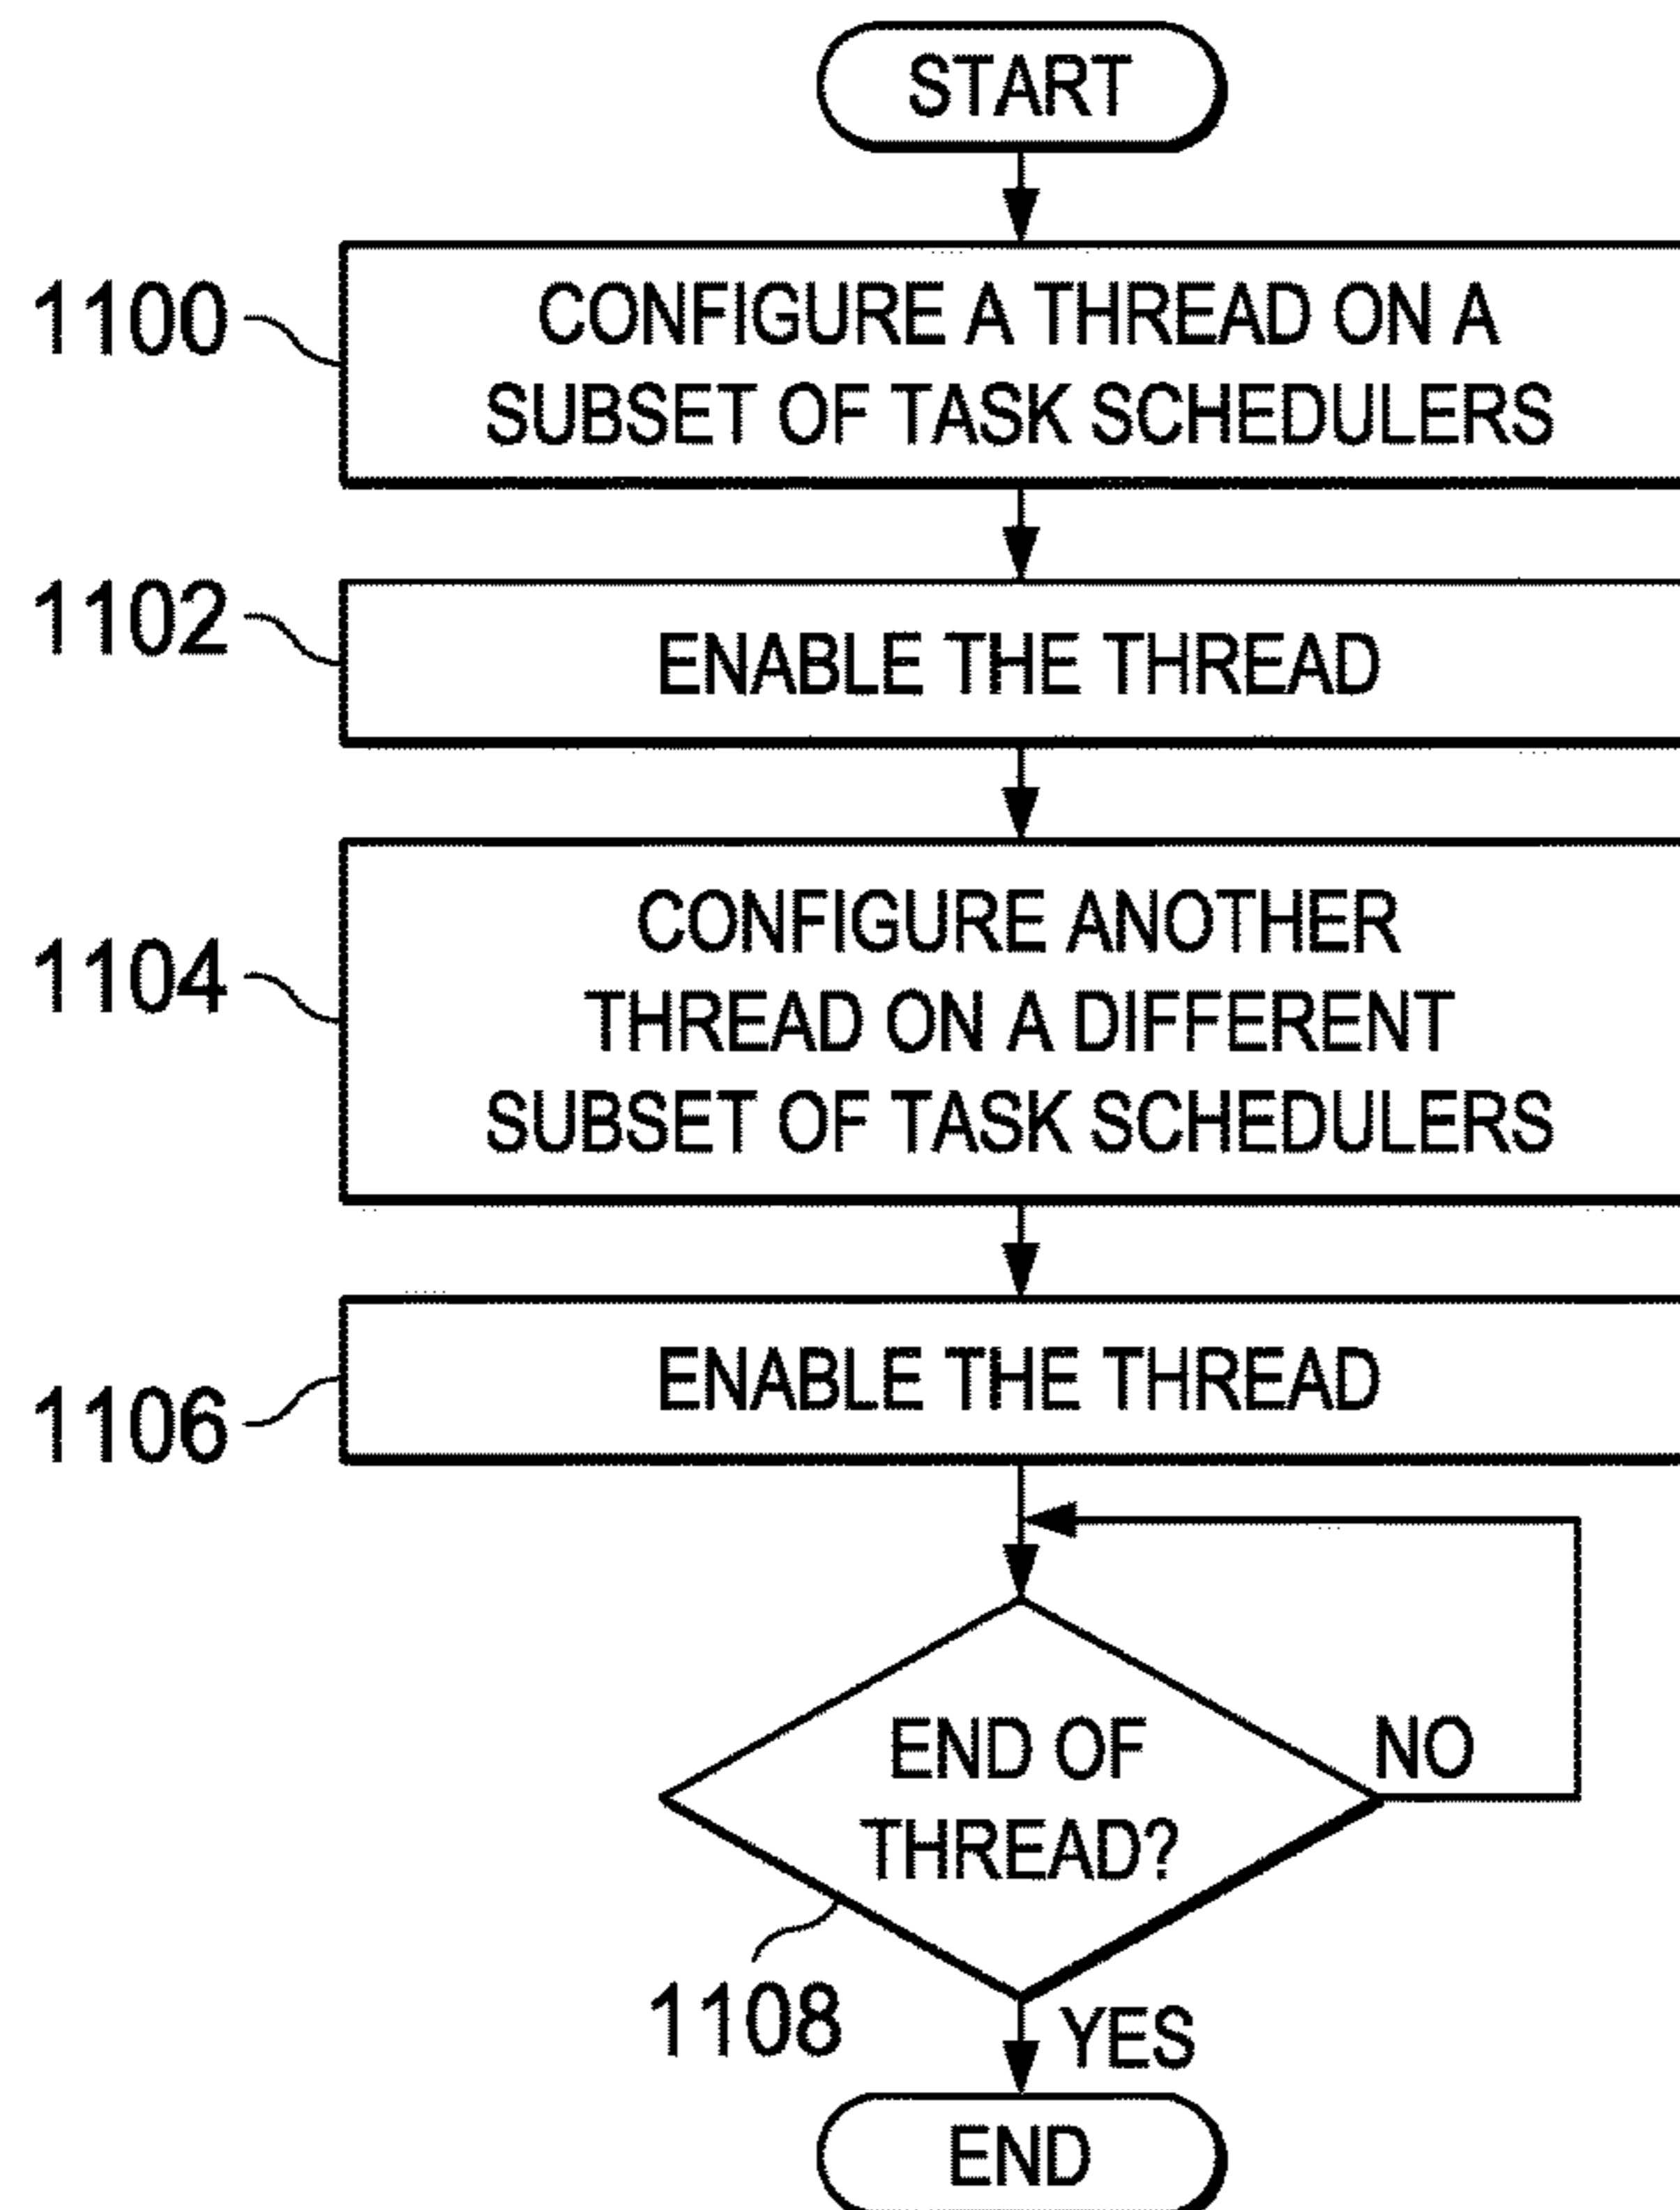 START
1100
CONFIGURE A THREAD ON A
SUBSET OF TASK SCHEDULERS
1102
ENABLE THE THREAD
1104
CONFIGURE ANOTHER
THREAD ON A DIFFERENT
SUBSET OF TASK SCHEDULERS
1106
ENABLE THE THREAD
END OF
THREAD?
NO
1108
YES
END